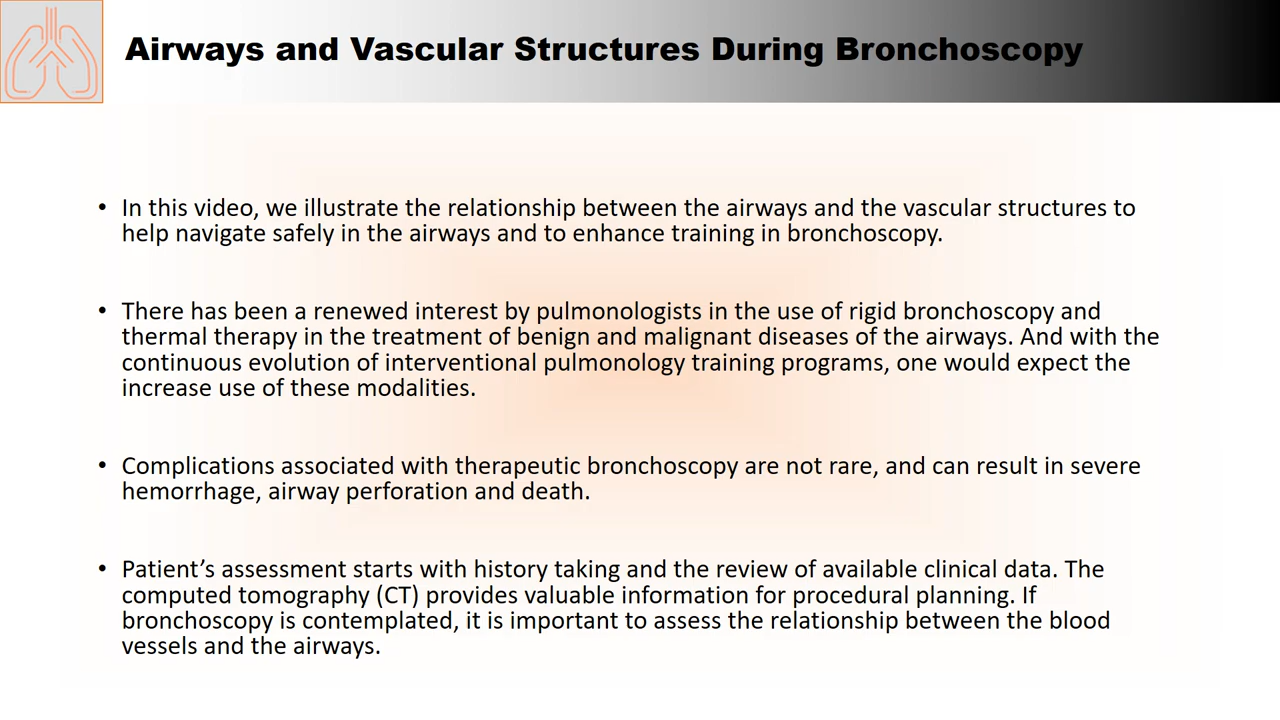 Airways and Vascular Structures During Bronchoscopy
• In this video, we illustrate the relationship between the airways and the vascular structures to
help navigate safely in the airways and to enhance training in bronchoscopy.
• There has been a renewed interest by pulmonologists in the use of rigid bronchoscopy and
thermal therapy in the treatment of benign and malignant diseases of the airways. And with the
continuous evolution of interventional pulmonology training programs, one would expect the
increase use of these modalities.
• Complications associated with therapeutic bronchoscopy are not rare, and can result in severe
hemorrhage, airway perforation and death.
• Patient’s assessment starts with history taking and the review of available clinical data. The
computed tomography (CT) provides valuable information for procedural planning. If
bronchoscopy is contemplated, it is important to assess the relationship between the blood
vessels and the airways.